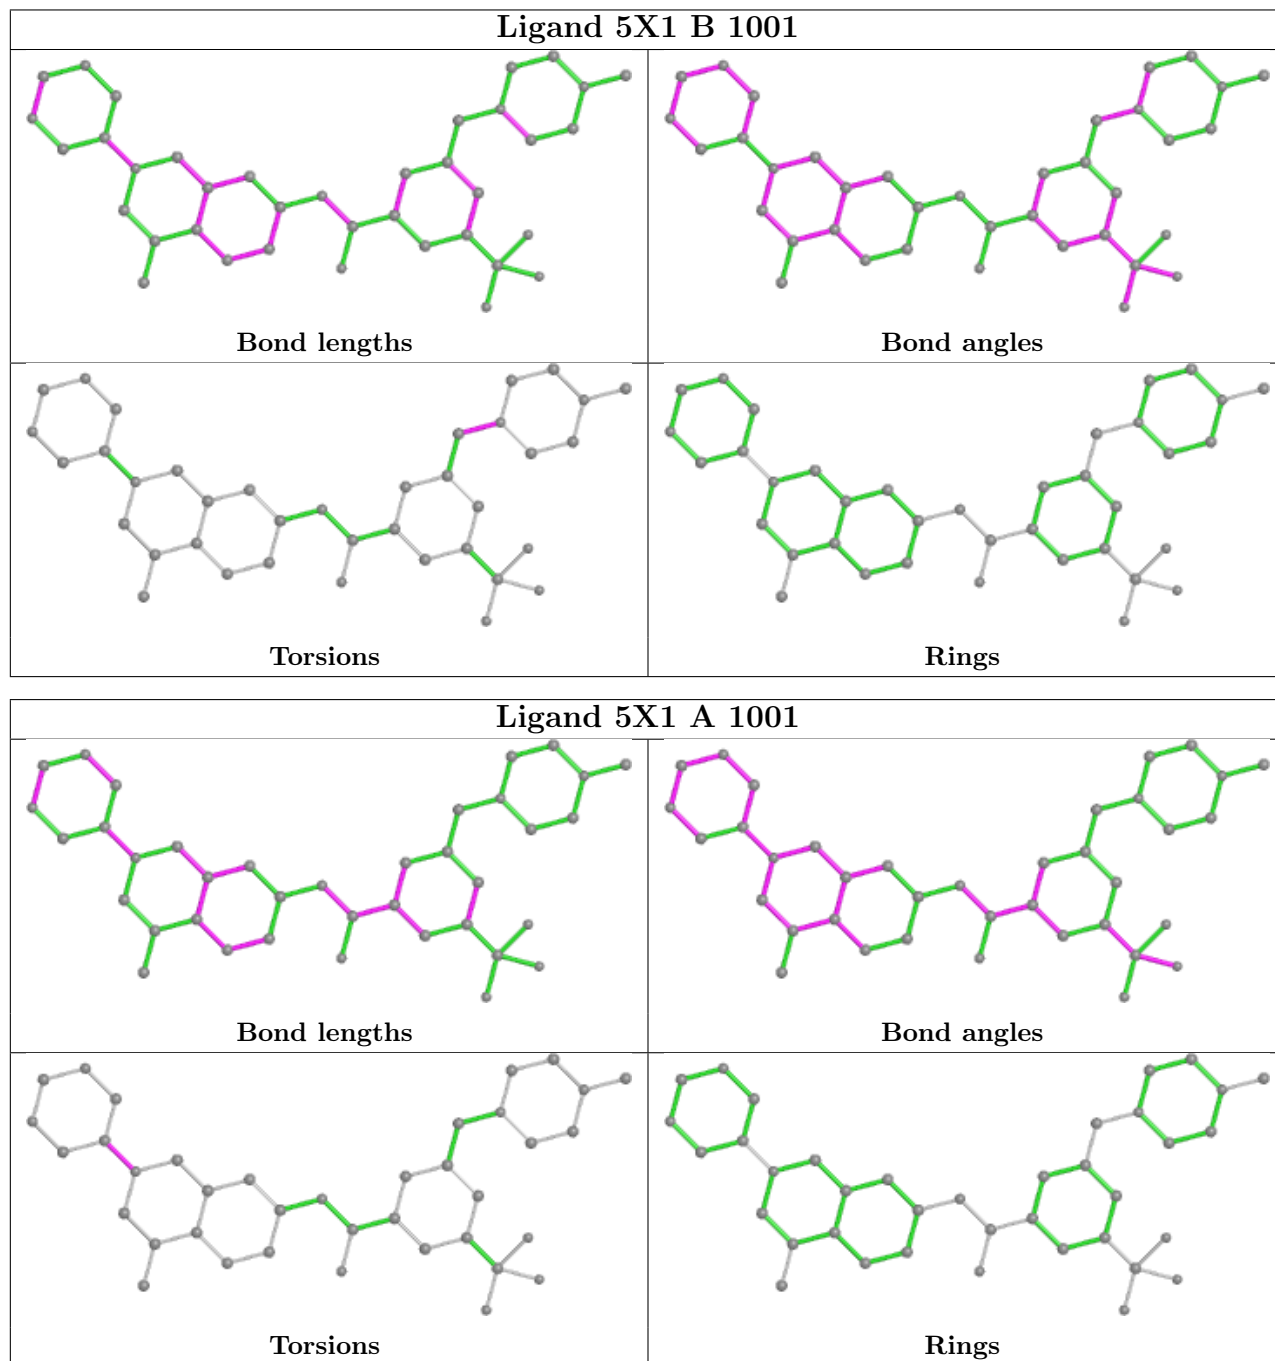 Ligand 5X1 B 1001
Bond lengths
Bond angles
Torsions
Rings
Ligand 5X1 A 1001
Bond lengths
Bond angles
Torsions
Rings